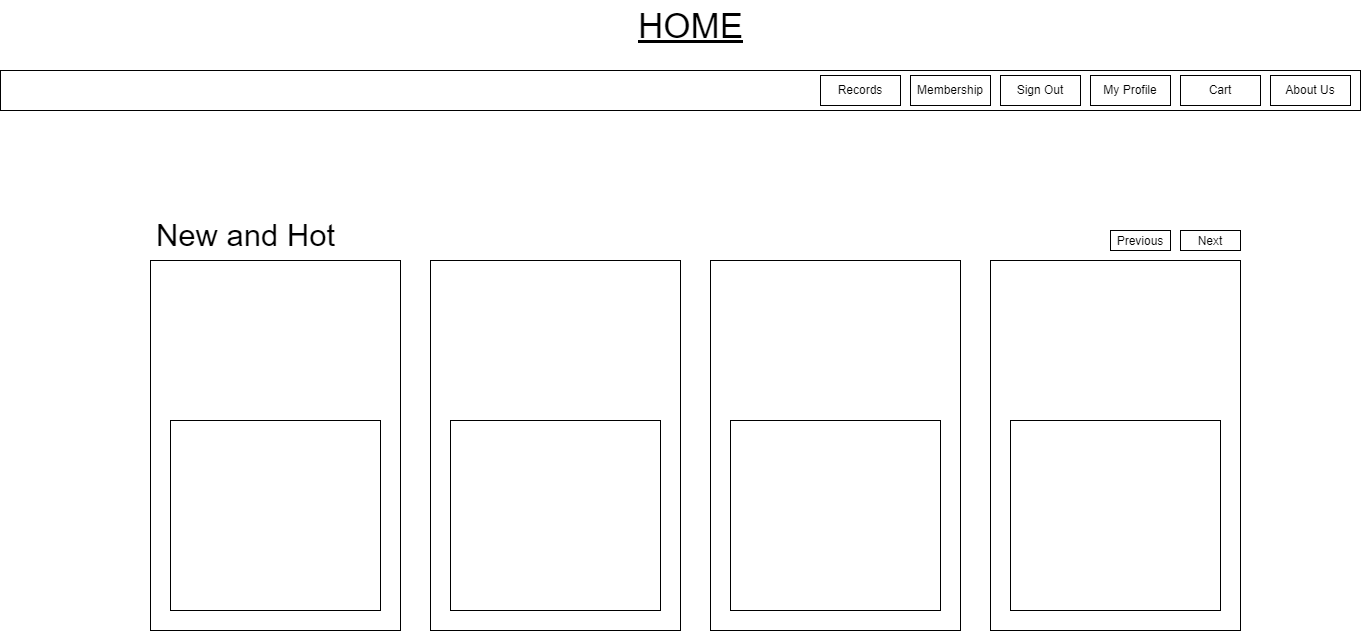 HOME
Records Membership Sign Out My Profile Cart About Us
New and Hot
Previous Next